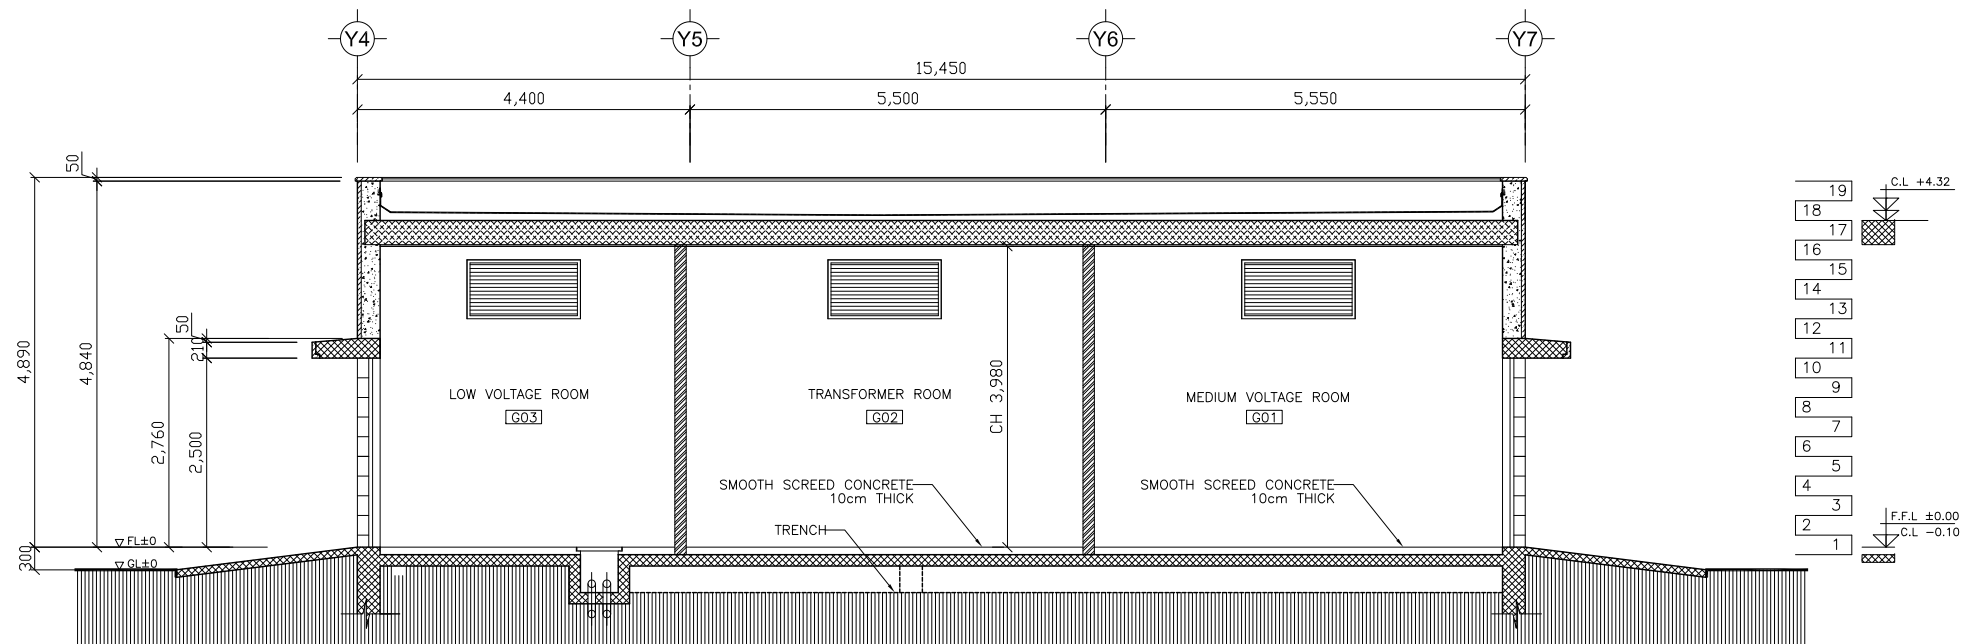 Y4 Y5 Y6 Y7
15,450
4,400 5,500 5,550
50
4,890
4,840
50
210
2,760
2,500
300
FL±0
GL±0
LOW VOLTAGE ROOM
G03
TRANSFORMER ROOM
G02
CH 3,980
MEDIUM VOLTAGE ROOM
G01
SMOOTH SCREED CONCRETE
10cm THICK
TRENCH
SMOOTH SCREED CONCRETE
10cm THICK
19
18
17
16
15
14
13
12
11
10
9
8
7
6
5
4
3
2
1
C.L +4.32
F.F.L ±0.00
C.L -0.10